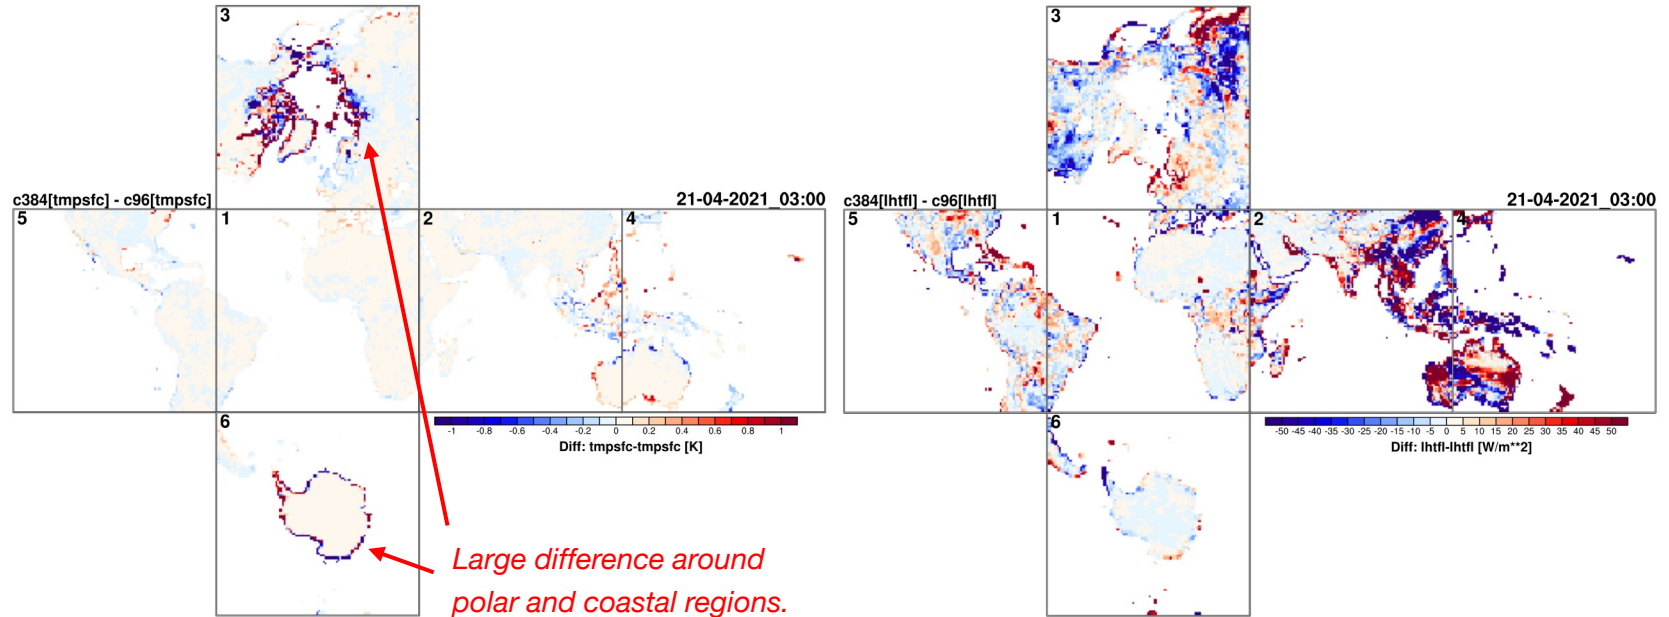 3
c384[tmpsfc] - c96[tmpsfc]
21-04-2021_03:00
5
1
2
4
6
-1 -0.8 -0.6 -0.4 -0.2 0 0.2 0.4 0.6 0.8 1
Diff: tmpsfc-tmpsfc [K]
Large difference around
polar and coastal regions.
3
c384[lhtfl] - c96[lhtfl]
21-04-2021_03:00
5
1
2
4
6
-50 -45 -40 -35 -30 -25 -20 -15 -10 -5 0 5 10 15 20 25 30 35 40 45 50
Diff: lhtfl-lhtfl [W/m**2]